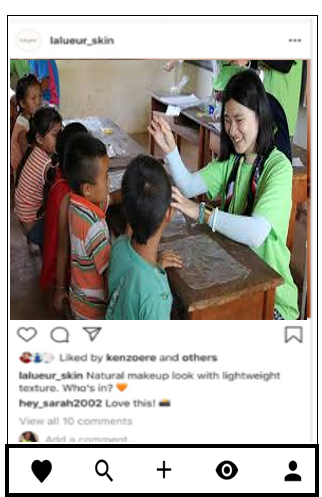 lalueur_skin
Liked by kenzoere and others
lalueur_skin Natural makeup look with lightweight
texture. Who's in? 🧡
hey_sarah2002 Love this! 📸
View all 10 comments
Add a comment